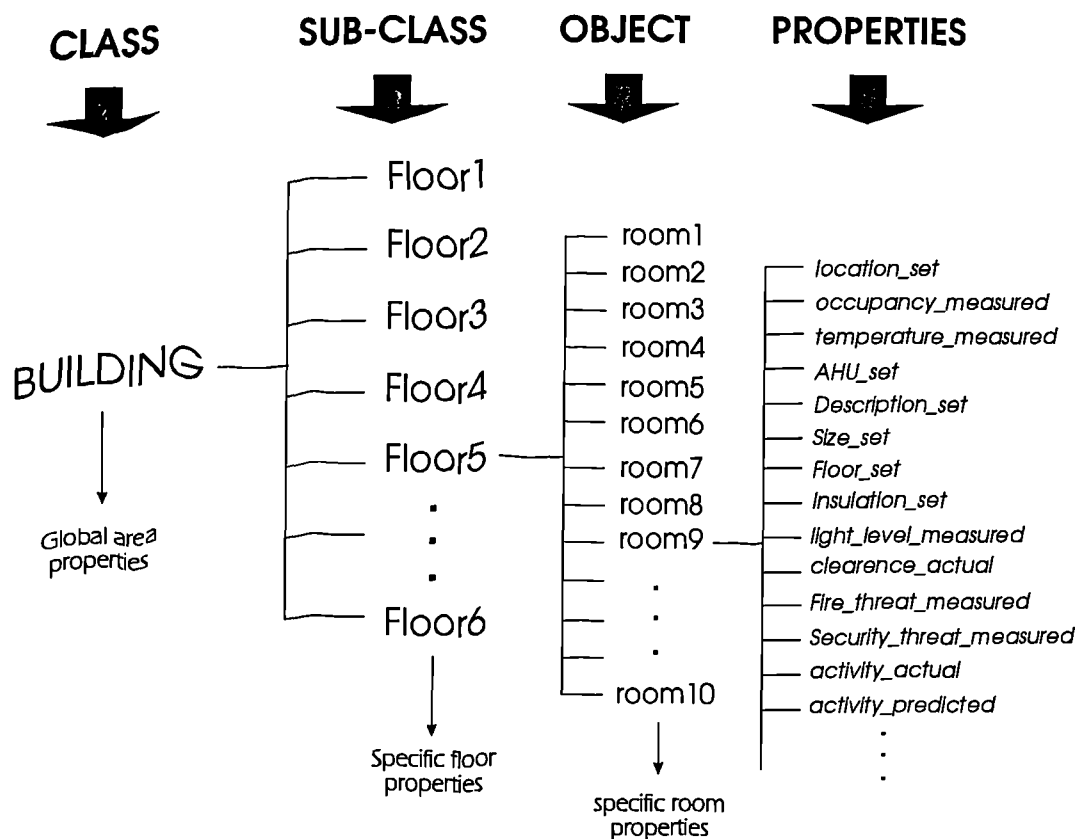 CLASS
SUB-CLASS
OBJECT
PROPERTIES
BUILDING
Global area
properties
Floor1
Floor2
Floor3
Floor4
Floor5
Floor6
Specific floor
properties
room1
room2
room3
room4
room5
room6
room7
room8
room9
room10
specific room
properties
location_set
occupancy_measured
temperature_measured
AHU_set
Description_set
Size_set
Floor_set
Insulation_set
light_level_measured
clearence_actual
Fire_threat_measured
Security_threat_measured
activity_actual
activity_predicted